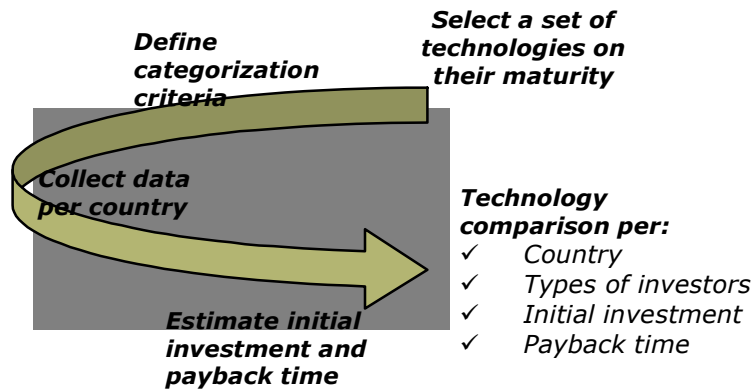 Select a set of
technologies on
their maturity
Define
categorization
criteria
Collect data
per country
Estimate initial
investment and
payback time
Technology
comparison per:
✓ Country
✓ Types of investors
✓ Initial investment
✓ Payback time